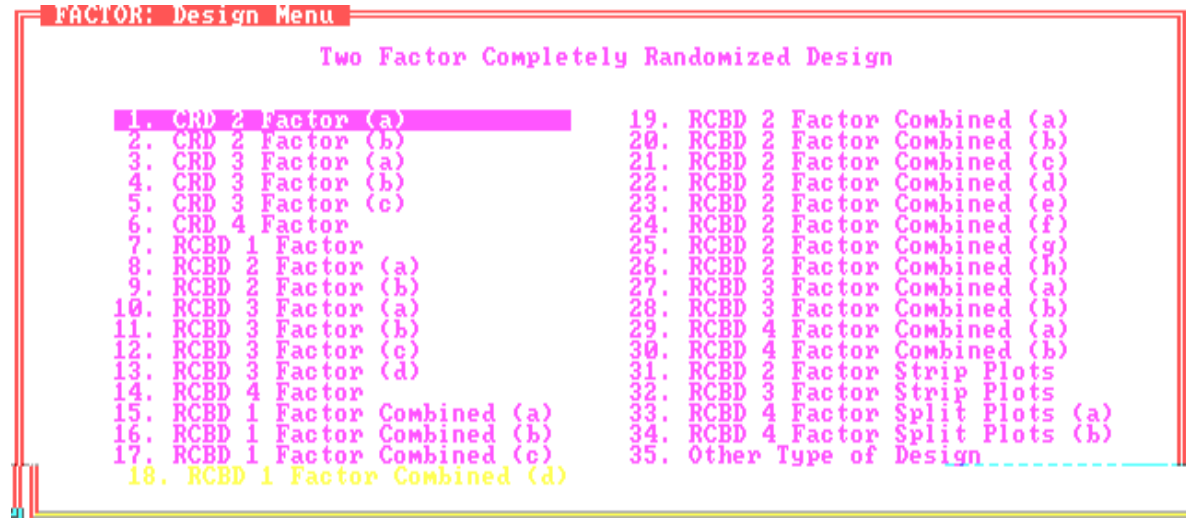 FACTOR: Design Menu
Two Factor Completely Randomized Design
1. CRD 2 Factor (a)
2. CRD 2 Factor (b)
3. CRD 3 Factor (a)
4. CRD 3 Factor (b)
5. CRD 3 Factor (c)
6. CRD 4 Factor
7. RCBD 1 Factor
8. RCBD 2 Factor (a)
9. RCBD 2 Factor (b)
10. RCBD 3 Factor (a)
11. RCBD 3 Factor (b)
12. RCBD 3 Factor (c)
13. RCBD 3 Factor (d)
14. RCBD 4 Factor
15. RCBD 1 Factor Combined (a)
16. RCBD 1 Factor Combined (b)
17. RCBD 1 Factor Combined (c)
18. RCBD 1 Factor Combined (d)
19. RCBD 2 Factor Combined (a)
20. RCBD 2 Factor Combined (b)
21. RCBD 2 Factor Combined (c)
22. RCBD 2 Factor Combined (d)
23. RCBD 2 Factor Combined (e)
24. RCBD 2 Factor Combined (f)
25. RCBD 2 Factor Combined (g)
26. RCBD 2 Factor Combined (h)
27. RCBD 3 Factor Combined (a)
28. RCBD 3 Factor Combined (b)
29. RCBD 4 Factor Combined (a)
30. RCBD 4 Factor Combined (b)
31. RCBD 2 Factor Strip Plots
32. RCBD 3 Factor Strip Plots
33. RCBD 4 Factor Split Plots (a)
34. RCBD 4 Factor Split Plots (b)
35. Other Type of Design